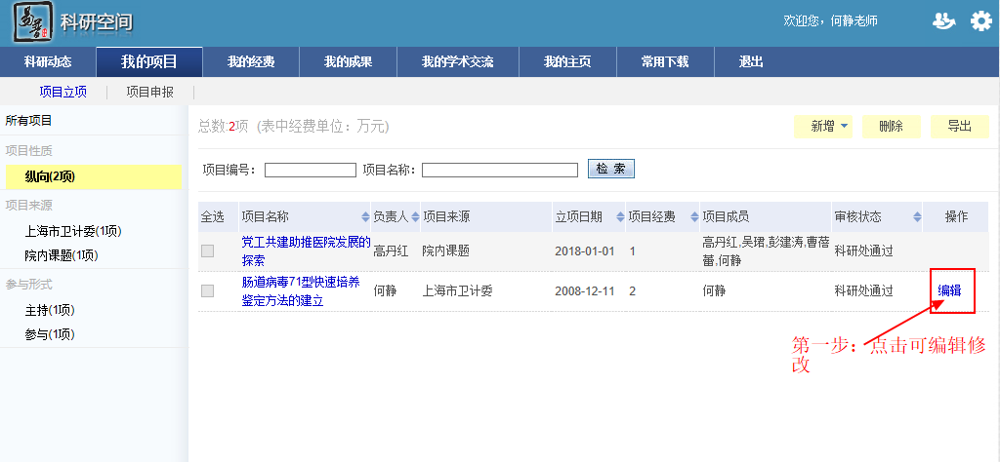 易普 科研空间
欢迎您，何静老师
科研动态 我的项目 我的经费 我的成果 我的学术交流 我的主页 常用下载 退出
项目立项 项目申报
所有项目
项目性质
纵向(2项)
项目来源
上海市卫计委(1项)
院内课题(1项)
参与形式
主持(1项)
参与(1项)
总数:2项 (表中经费单位：万元)
新增 删除 导出
项目编号： 项目名称： 检 索
全选 项目名称 负责人 项目来源 立项日期 项目经费 项目成员 审核状态 操作
党工共建助推医院发展的 高丹红 院内课题 2018-01-01 1 高丹红,吴珺,彭建涛,曹蓓 科研处通过
探索 蕾,何静
肠道病毒71型快速培养 何静 上海市卫计委 2008-12-11 2 何静 科研处通过 编辑
鉴定方法的建立
第一步：点击可编辑修
改